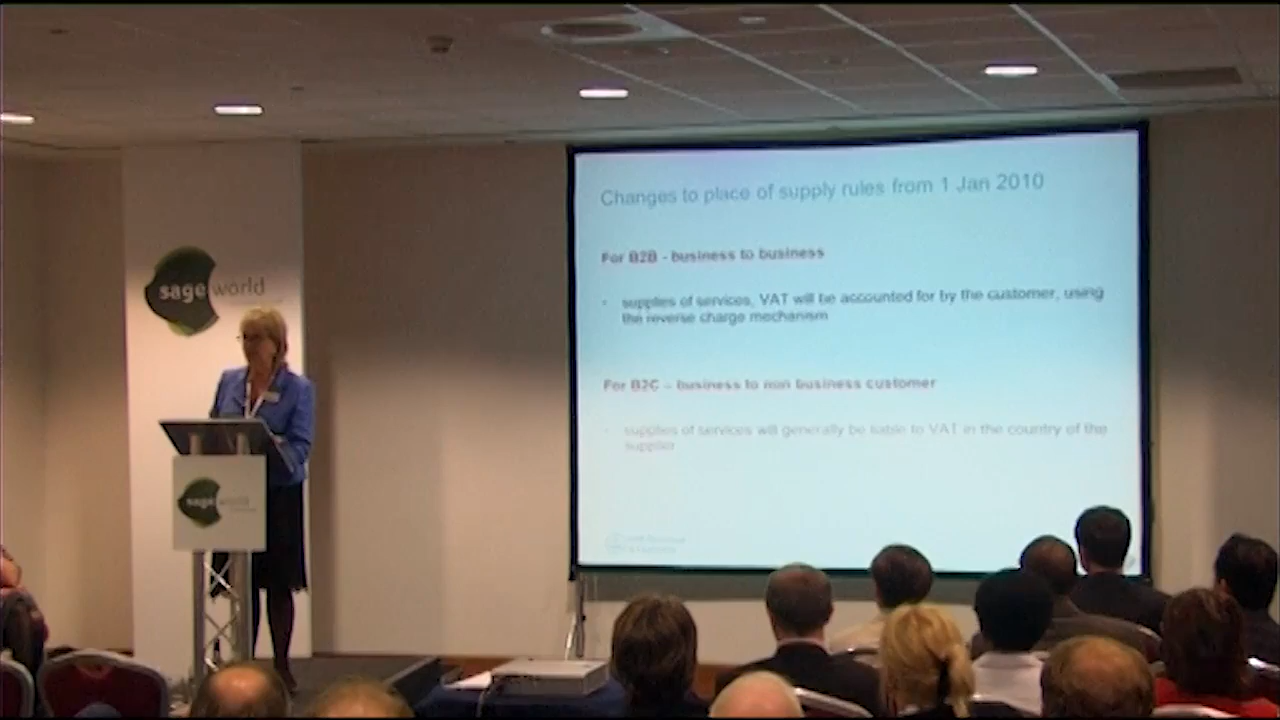 sage world
sage world
Changes to place of supply rules from 1 Jan 2010
For B2B - business to business
supplies of services, VAT will be accounted for by the customer, using
the reverse charge mechanism
For B2C – business to non business customer
supplies of services will generally be liable to VAT in the country of the
supplier